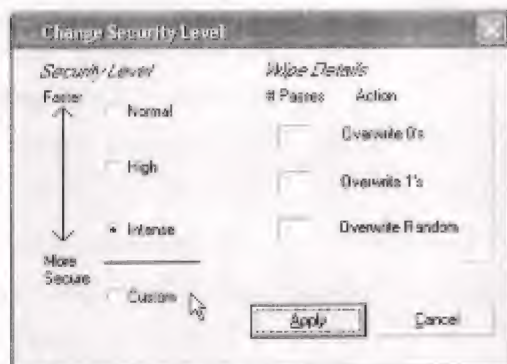 Change Security Level
Security Level
Faster
Normal
High
Intense
More
Secure
Custom
Wipe Details
# Passes Action
Overwrite 0's
Overwrite 1's
Overwrite Random
Apply
Cancel